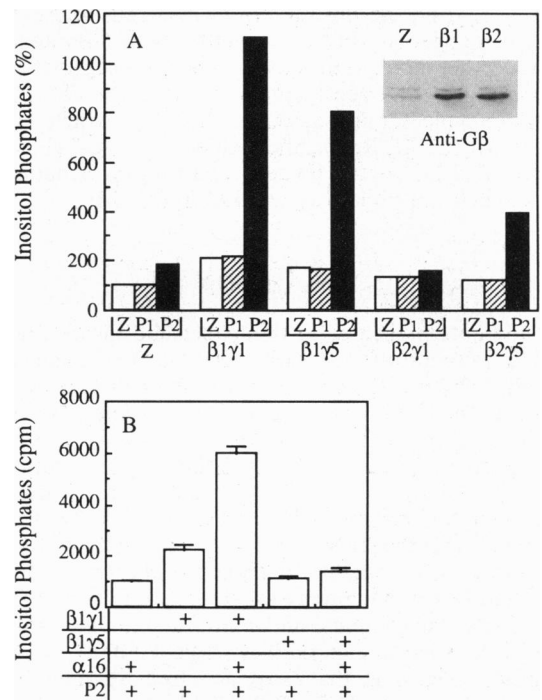 A
Inositol Phosphates (%)
1200
1000
800
600
400
200
0
Z β1 β2
Anti-Gβ
Z P1 P2 Z P1 P2 Z P1 P2 Z P1 P2 Z P1 P2
Z β1γ1 β1γ5 β2γ1 β2γ5
B
Inositol Phosphates (cpm)
8000
6000
4000
2000
0
β1γ1 + +
β1γ5 + +
α16 + + +
P2 + + + + +